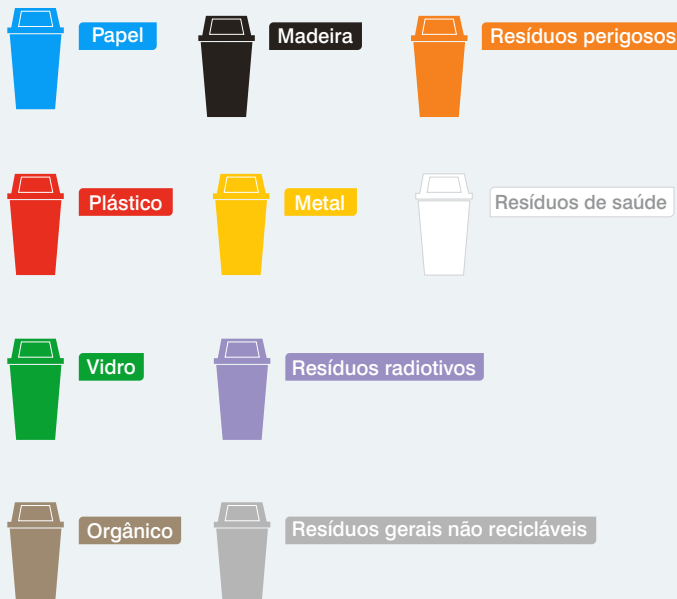 Papel
Madeira
Resíduos perigosos
Plástico
Metal
Resíduos de saúde
Vidro
Resíduos radiotivos
Orgânico
Resíduos gerais não recicláveis